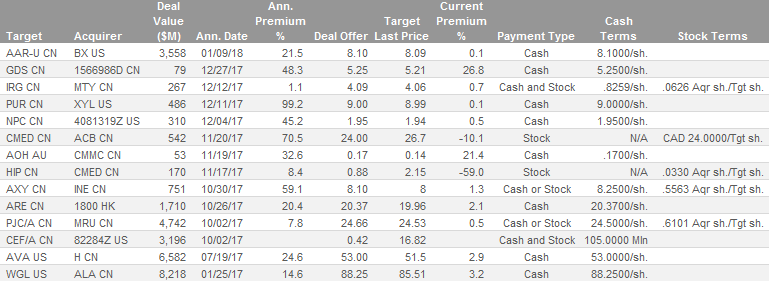 Deal Ann. Current
Value Premium Target Premium Cash
Target Acquirer ($M) Ann. Date % Deal Offer Last Price % Payment Type Terms Stock Terms
AAR-U CN BX US 3,558 01/09/18 21.5 8.10 8.09 0.1 Cash 8.1000/sh.
GDS CN 1566986D CN 79 12/27/17 48.3 5.25 5.21 26.8 Cash 5.2500/sh.
IRG CN MTY CN 267 12/12/17 1.1 4.09 4.06 0.7 Cash and Stock .8259/sh. .0626 Aqr sh./Tgt sh.
PUR CN XYL US 486 12/11/17 99.2 9.00 8.99 0.1 Cash 9.0000/sh.
NPC CN 4081319Z US 310 12/04/17 45.2 1.95 1.94 0.5 Cash 1.9500/sh.
CMED CN ACB CN 542 11/20/17 70.5 24.00 26.7 -10.1 Stock N/A CAD 24.0000/Tgt sh.
AOH AU CMMC CN 53 11/19/17 32.6 0.17 0.14 21.4 Cash .1700/sh.
HIP CN CMED CN 170 11/17/17 8.4 0.88 2.15 -59.0 Stock N/A .0330 Aqr sh./Tgt sh.
AXY CN INE CN 751 10/30/17 59.1 8.10 8 1.3 Cash or Stock 8.2500/sh. .5563 Aqr sh./Tgt sh.
ARE CN 1800 HK 1,710 10/26/17 20.4 20.37 19.96 2.1 Cash 20.3700/sh.
PJC/A CN MRU CN 4,742 10/02/17 7.8 24.66 24.53 0.5 Cash or Stock 24.5000/sh. .6101 Aqr sh./Tgt sh.
CEF/A CN 82284Z US 3,196 10/02/17 0.42 16.82 Cash and Stock 105.0000 Mln
AVA US H CN 6,582 07/19/17 24.6 53.00 51.5 2.9 Cash 53.0000/sh.
WGL US ALA CN 8,218 01/25/17 14.6 88.25 85.51 3.2 Cash 88.2500/sh.